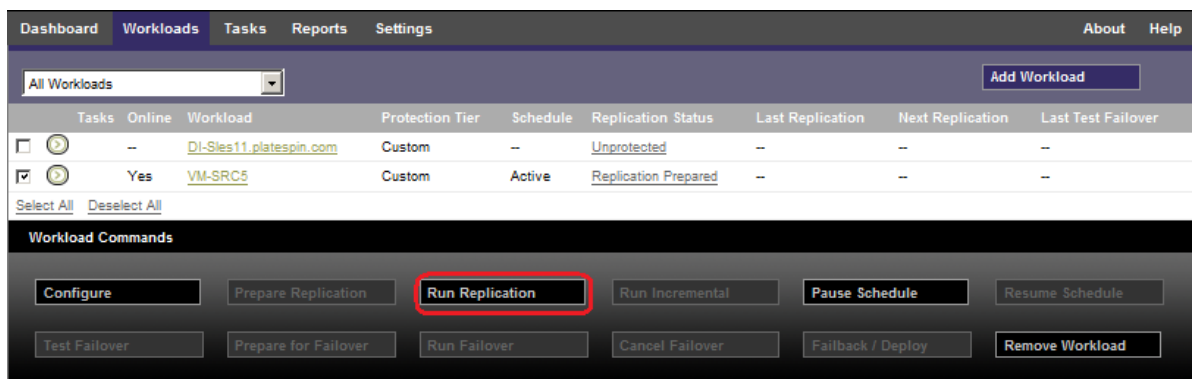 Dashboard Workloads Tasks Reports Settings About Help
All Workloads Add Workload
Tasks Online Workload Protection Tier Schedule Replication Status Last Replication Next Replication Last Test Failover
-- DI-Sles11.platespin.com Custom -- Unprotected -- -- --
Yes VM-SRC5 Custom Active Replication Prepared -- -- --
Select All Deselect All
Workload Commands
Configure Prepare Replication Run Replication Run Incremental Pause Schedule Resume Schedule
Test Failover Prepare for Failover Run Failover Cancel Failover Failback / Deploy Remove Workload